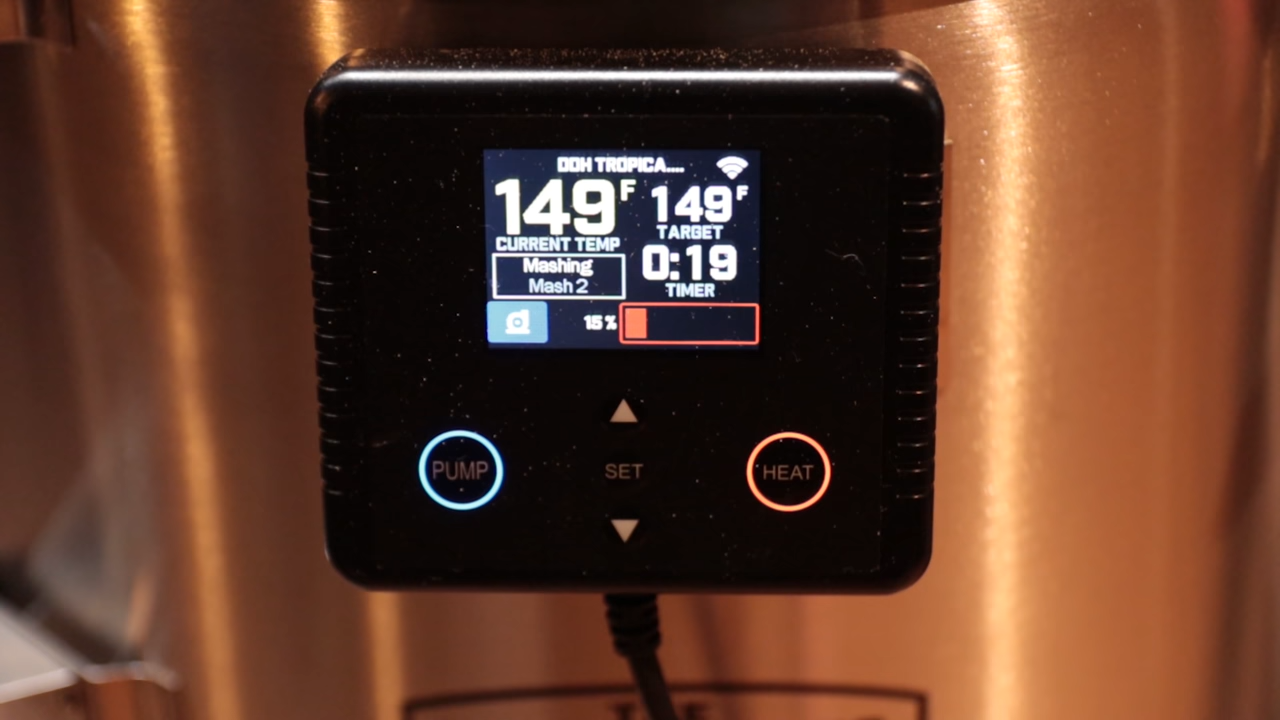 DDH TROPICA....
149F
CURRENT TEMP
149F
TARGET
Mashing
Mash 2
0:19
TIMER
15 %
PUMP
SET
HEAT